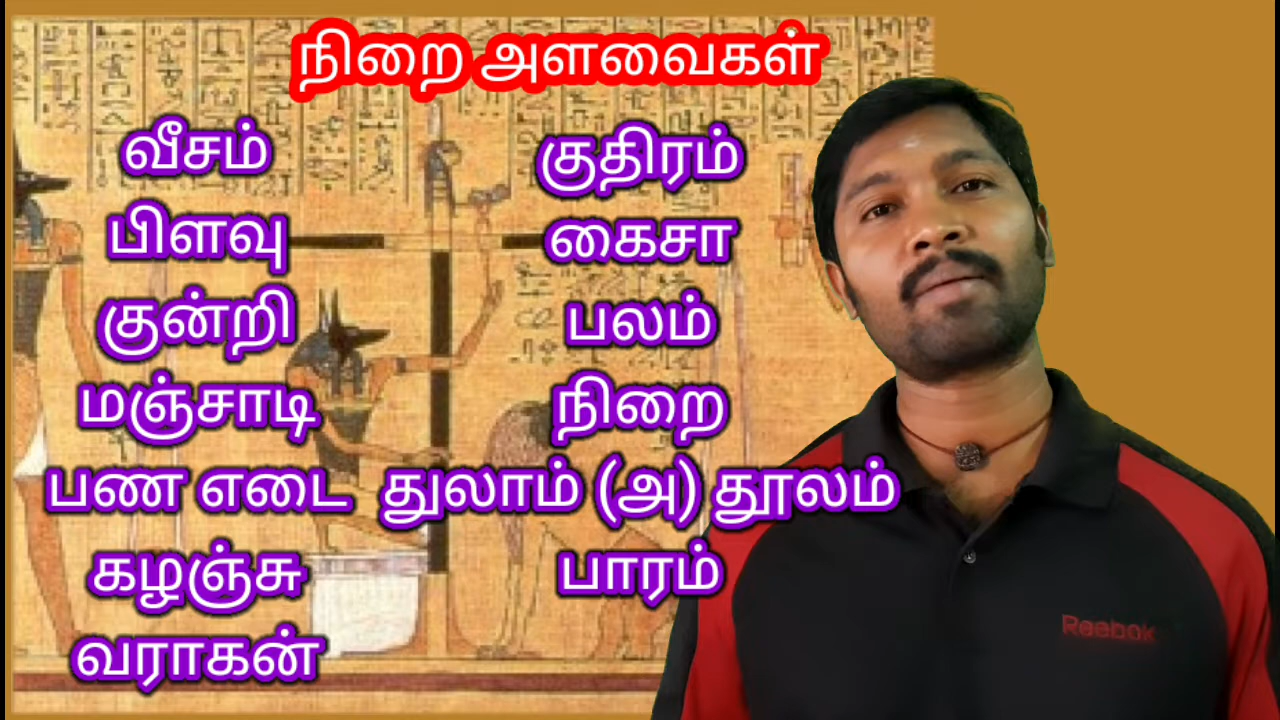 நிறை அளவைகள்
வீசம்
பிளவு
குன்றி
மஞ்சாடி
பண எடை
கழஞ்சு
வராகன்
குதிரம்
கைசா
பலம்
நிறை
துலாம் (அ) தூலம்
பாரம்
Reebok